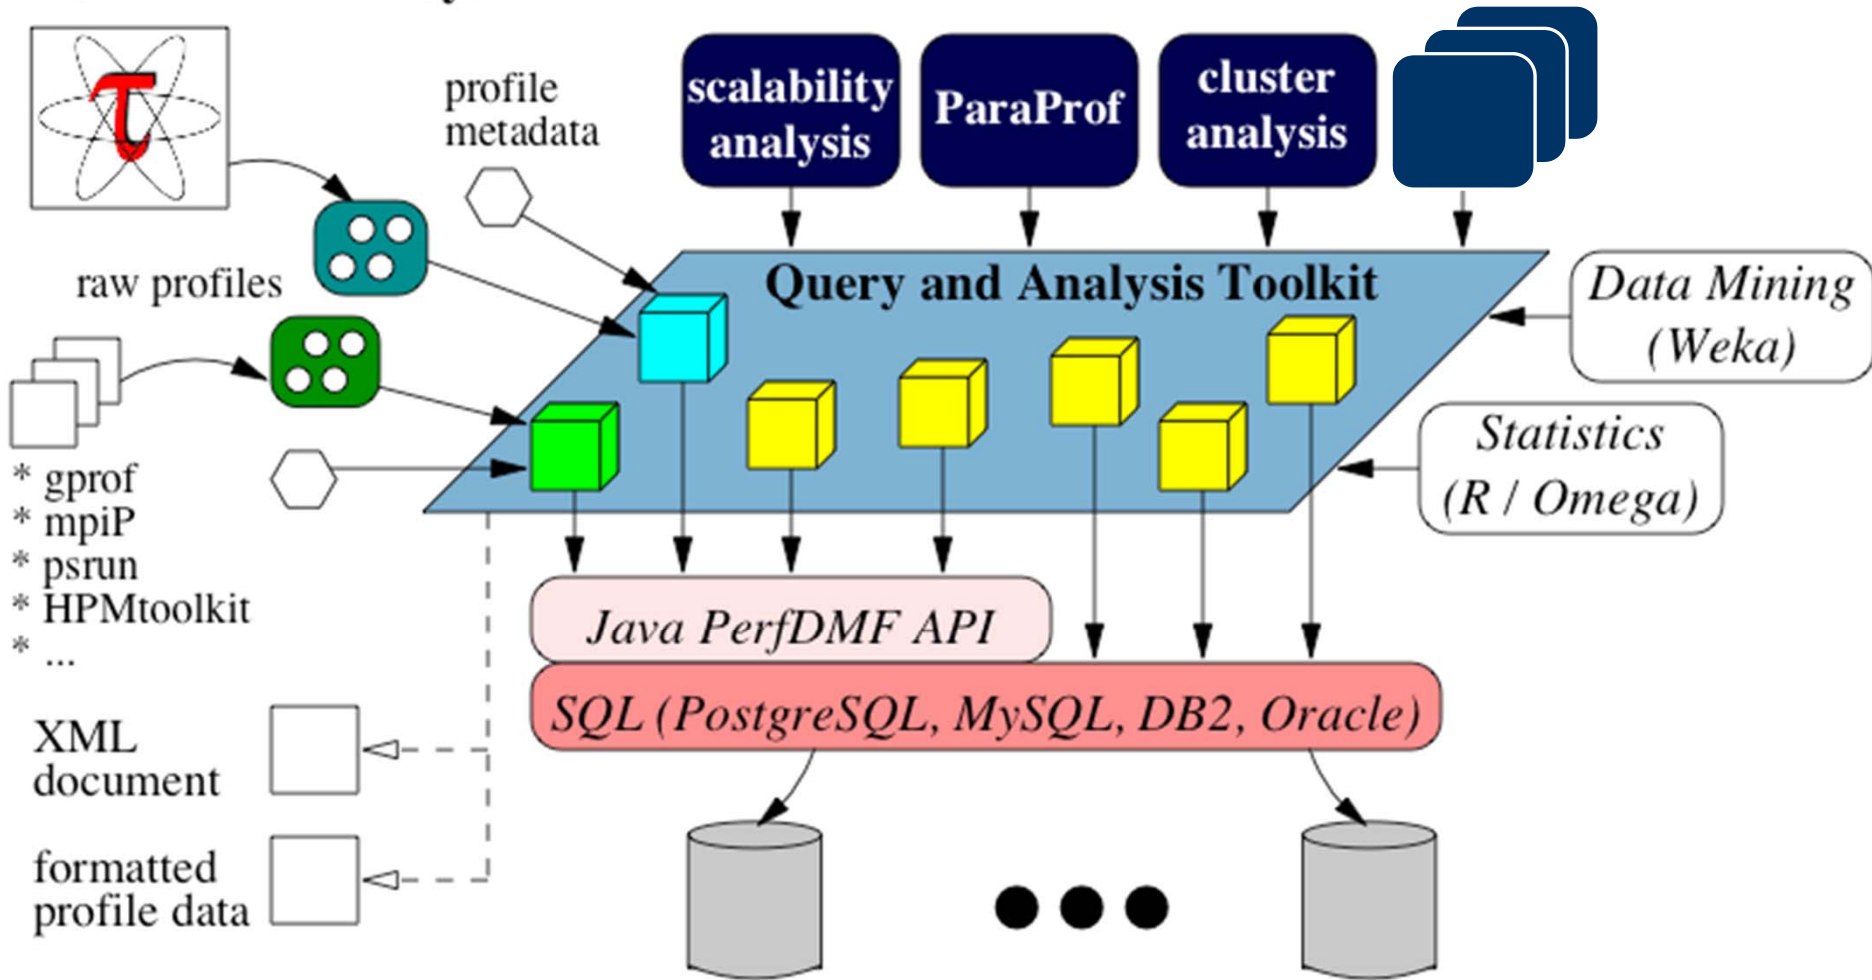 τ
profile
metadata
scalability
analysis
ParaProf
cluster
analysis
raw profiles
Query and Analysis Toolkit
Data Mining
(Weka)
Statistics
(R / Omega)
* gprof
* mpiP
* psrun
* HPMtoolkit
* ...
Java PerfDMF API
SQL (PostgreSQL, MySQL, DB2, Oracle)
XML
document
formatted
profile data